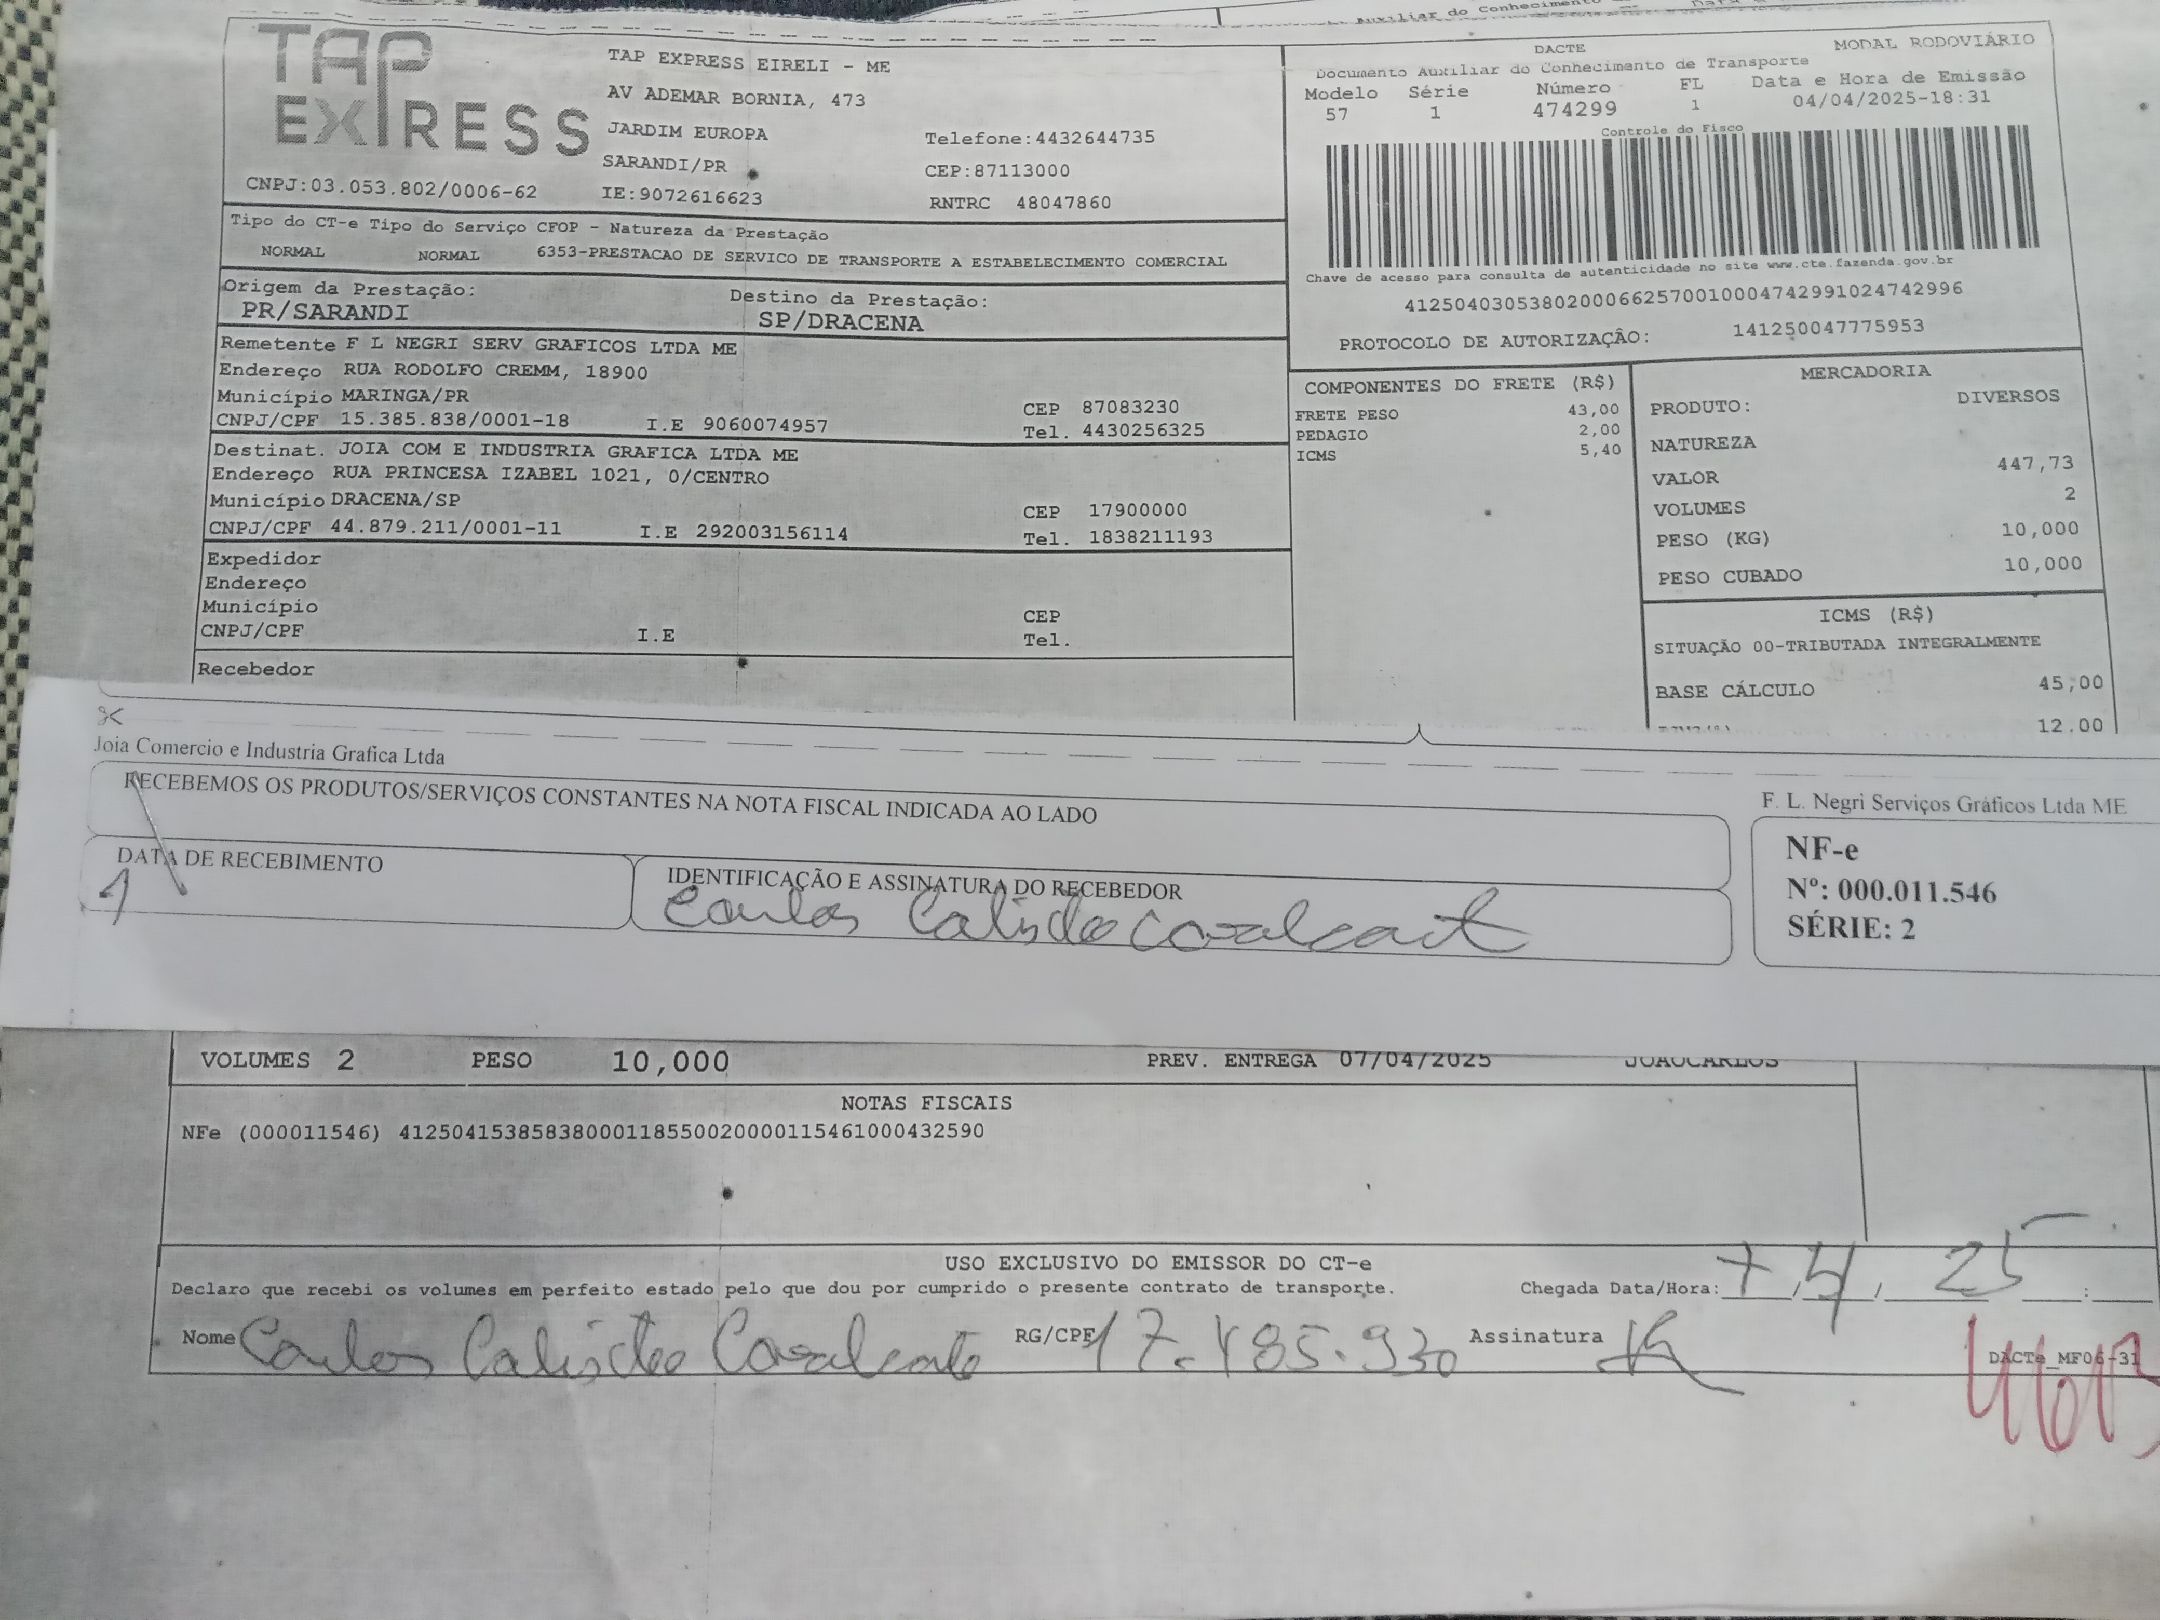 Auxiliar do Conhecimento
TAP EXPRESS
TAP EXPRESS EIRELI - ME
AV ADEMAR BORNIA, 473
JARDIM EUROPA Telefone:4432644735
SARANDI/PR CEP:87113000
CNPJ:03.053.802/0006-62 IE:9072616623 RNTRC 48047860
DACTE MODAL RODOVIÁRIO
Documento Auxiliar do Conhecimento de Transporte
Modelo Série Número FL Data e Hora de Emissão
57 1 474299 1 04/04/2025-18:31
Controle do Fisco
Chave de acesso para consulta de autenticidade no site www.cte.fazenda.gov.br
41250403053802000662570010004742991024742996
PROTOCOLO DE AUTORIZAÇÂO: 141250047775953
Tipo do CT-e Tipo do Serviço CFOP - Natureza da Prestação
NORMAL NORMAL 6353-PRESTACAO DE SERVICO DE TRANSPORTE A ESTABELECIMENTO COMERCIAL
Origem da Prestação: Destino da Prestação:
PR/SARANDI SP/DRACENA
Remetente F L NEGRI SERV GRAFICOS LTDA ME
Endereço RUA RODOLFO CREMM, 18900
Município MARINGA/PR CEP 87083230
CNPJ/CPF 15.385.838/0001-18 I.E 9060074957 Tel. 4430256325
Destinat. JOIA COM E INDUSTRIA GRAFICA LTDA ME
Endereço RUA PRINCESA IZABEL 1021, 0/CENTRO
Município DRACENA/SP CEP 17900000
CNPJ/CPF 44.879.211/0001-11 I.E 292003156114 Tel. 1838211193
Expedidor
Endereço
Município CEP
CNPJ/CPF I.E Tel.
Recebedor
COMPONENTES DO FRETE (R$)
FRETE PESO 43,00
PEDAGIO 2,00
ICMS 5,40
MERCADORIA
PRODUTO: DIVERSOS
NATUREZA
VALOR 447,73
VOLUMES 2
PESO (KG) 10,000
PESO CUBADO 10,000
ICMS (R$)
SITUAÇÃO 00-TRIBUTADA INTEGRALMENTE
BASE CÁLCULO 45,00
12.00
Joia Comercio e Industria Grafica Ltda
RECEBEMOS OS PRODUTOS/SERVIÇOS CONSTANTES NA NOTA FISCAL INDICADA AO LADO
DATA DE RECEBIMENTO
IDENTIFICAÇÃO E ASSINATURA DO RECEBEDOR
Carlos Calisto Cavalcant
F. L. Negri Serviços Gráficos Ltda ME
NF-e
Nº: 000.011.546
SÉRIE: 2
VOLUMES 2 PESO 10,000 PREV. ENTREGA 07/04/2025 JOAOCARLOS
NOTAS FISCAIS
NFe (000011546) 41250415385838000118550020000115461000432590
USO EXCLUSIVO DO EMISSOR DO CT-e
Declaro que recebi os volumes em perfeito estado pelo que dou por cumprido o presente contrato de transporte. Chegada Data/Hora: 7/4/25 :
Nome Carlos Calisto Cavalcante RG/CPF 17.485.930 Assinatura
DACTe_MF06-31